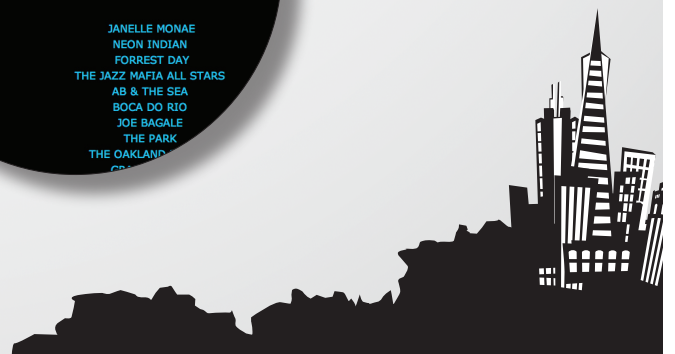 JANELLE MONAE
NEON INDIAN
FORREST DAY
THE JAZZ MAFIA ALL STARS
AB & THE SEA
BOCA DO RIO
JOE BAGALE
THE PARK
THE OAKLAND